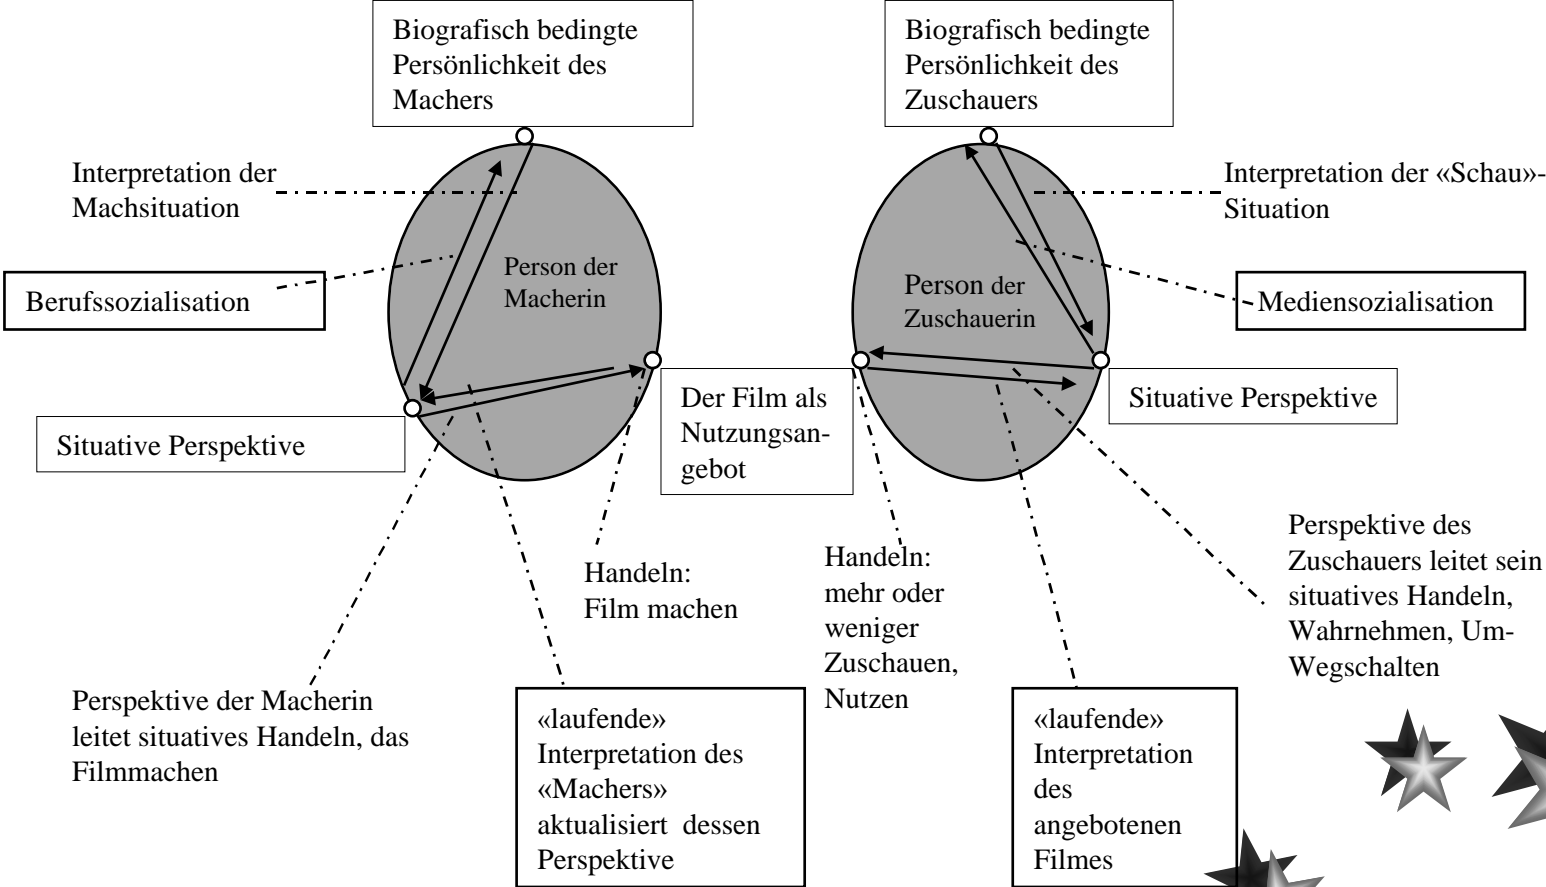 Biografisch bedingte
Persönlichkeit des
Machers
Biografisch bedingte
Persönlichkeit des
Zuschauers
Interpretation der
Machsituation
Interpretation der «Schau»-
Situation
Person der
Macherin
Person der
Zuschauerin
Berufssozialisation
Mediensozialisation
Situative Perspektive
Der Film als
Nutzungsan-
gebot
Situative Perspektive
Handeln:
Film machen
Handeln:
mehr oder
weniger
Zuschauen,
Nutzen
Perspektive des
Zuschauers leitet sein
situatives Handeln,
Wahrnehmen, Um-
Wegschalten
Perspektive der Macherin
leitet situatives Handeln, das
Filmmachen
«laufende»
Interpretation des
«Machers»
aktualisiert dessen
Perspektive
«laufende»
Interpretation
des
angebotenen
Filmes